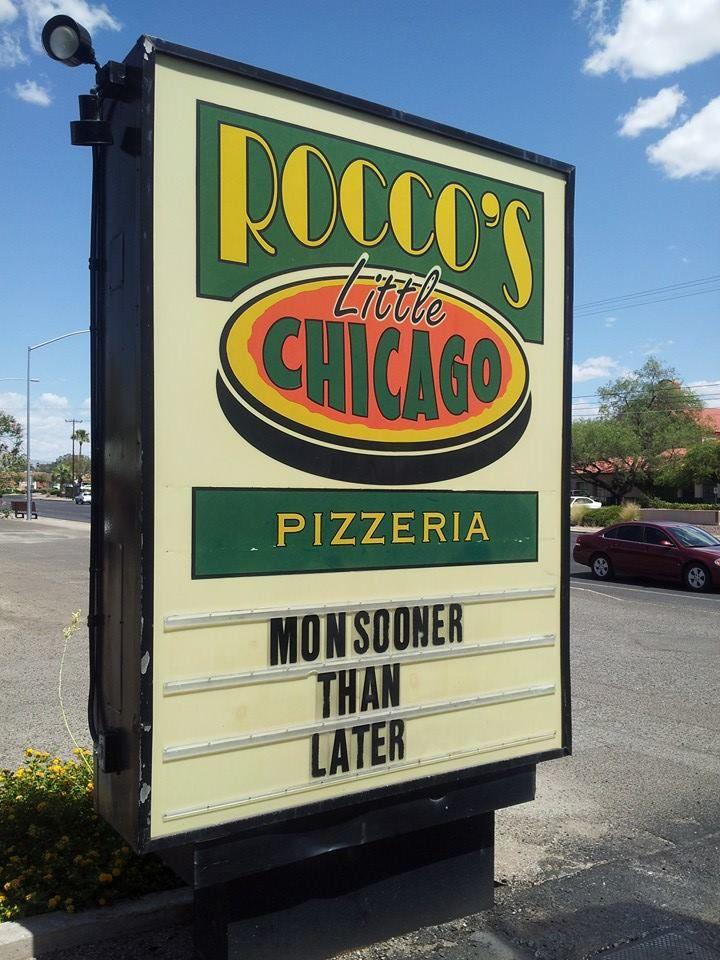 ROCCO'S
Little
CHICAGO
PIZZERIA
MONSOONER
THAN
LATER